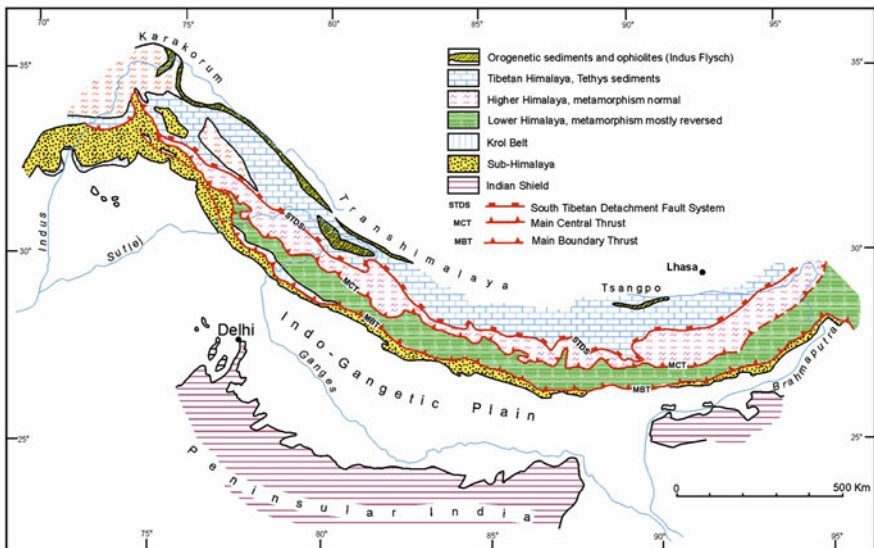 70° 75° 80° 85° 90° 95°
35°
35°
Karakorum
Orogenetic sediments and ophiolites (Indus Flysch)
Tibetan Himalaya, Tethys sediments
Higher Himalaya, metamorphism normal
Lower Himalaya, metamorphism mostly reversed
Krol Belt
Sub-Himalaya
Indian Shield
STDS South Tibetan Detachment Fault System
MCT Main Central Thrust
MBT Main Boundary Thrust
Transhimalaya
Indus
Sutlej
STDS
30°
30°
Lhasa
Tsangpo
MCT
Delhi
MBT
STDS
MCT
MBT
Indo-Gangetic Plain
Ganges
Brahmaputra
25°
25°
Peninsular India
0 500 Km
75° 80° 85° 90° 95°